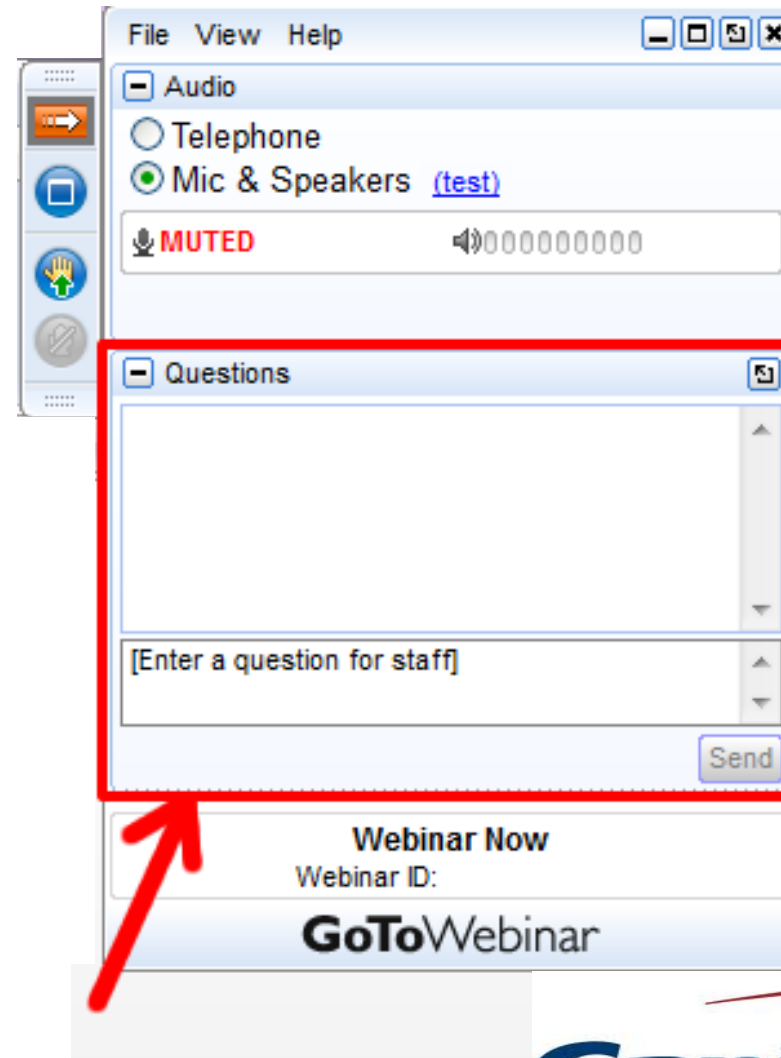 File View Help
Audio
Telephone
Mic & Speakers (test)
MUTED 000000000
Questions
[Enter a question for staff]
Send
Webinar Now
Webinar ID:
GoToWebinar